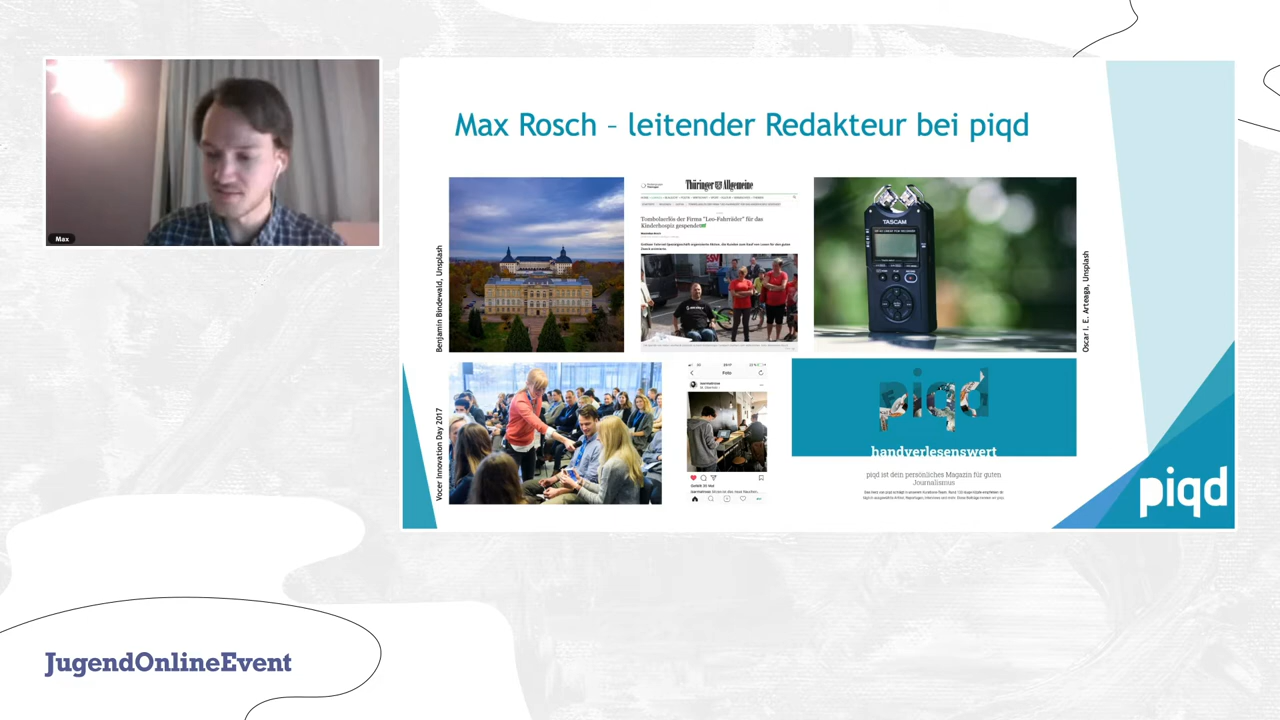 Max Rosch – leitender Redakteur bei piqd
Max
Benjamin Bindewald, Unsplash
Thüringer Allgemeine
Tombolaerlös der Firma "Leo-Fahrräder" für das
Kinderhospiz gespendet
TASCAM
Oscar I. E. Arteaga, Unsplash
Vocer Innovation Day 2017
Foto
piqd
handverlesenswert
piqd ist dein persönliches Magazin für guten
Journalismus
piqd
JugendOnlineEvent